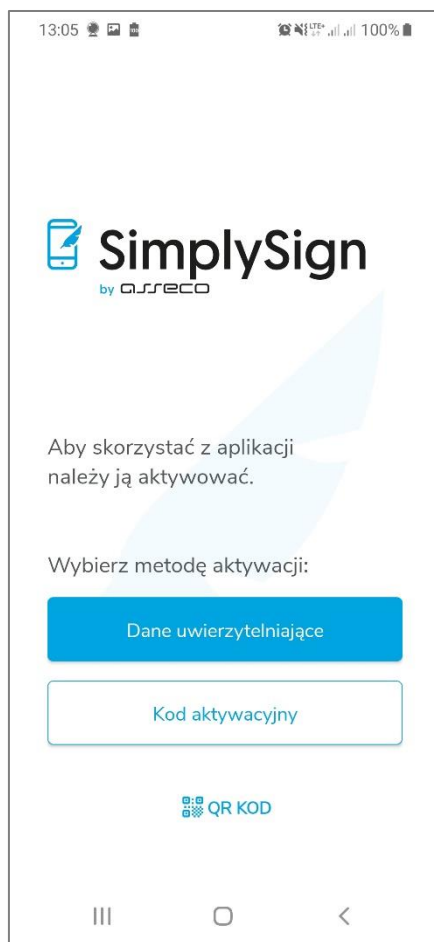 13:05 LTE+ 100%
SimplySign
by asseco
Aby skorzystać z aplikacji
należy ją aktywować.
Wybierz metodę aktywacji:
Dane uwierzytelniające
Kod aktywacyjny
QR KOD